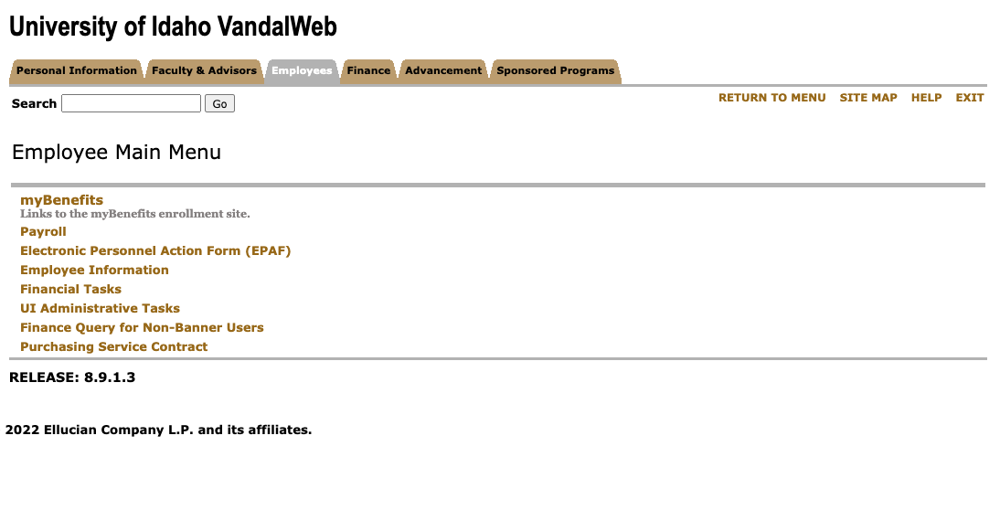 University of Idaho VandalWeb
Personal Information Faculty & Advisors Employees Finance Advancement Sponsored Programs
Search Go RETURN TO MENU SITE MAP HELP EXIT
Employee Main Menu
myBenefits
Links to the myBenefits enrollment site.
Payroll
Electronic Personnel Action Form (EPAF)
Employee Information
Financial Tasks
UI Administrative Tasks
Finance Query for Non-Banner Users
Purchasing Service Contract
RELEASE: 8.9.1.3
2022 Ellucian Company L.P. and its affiliates.